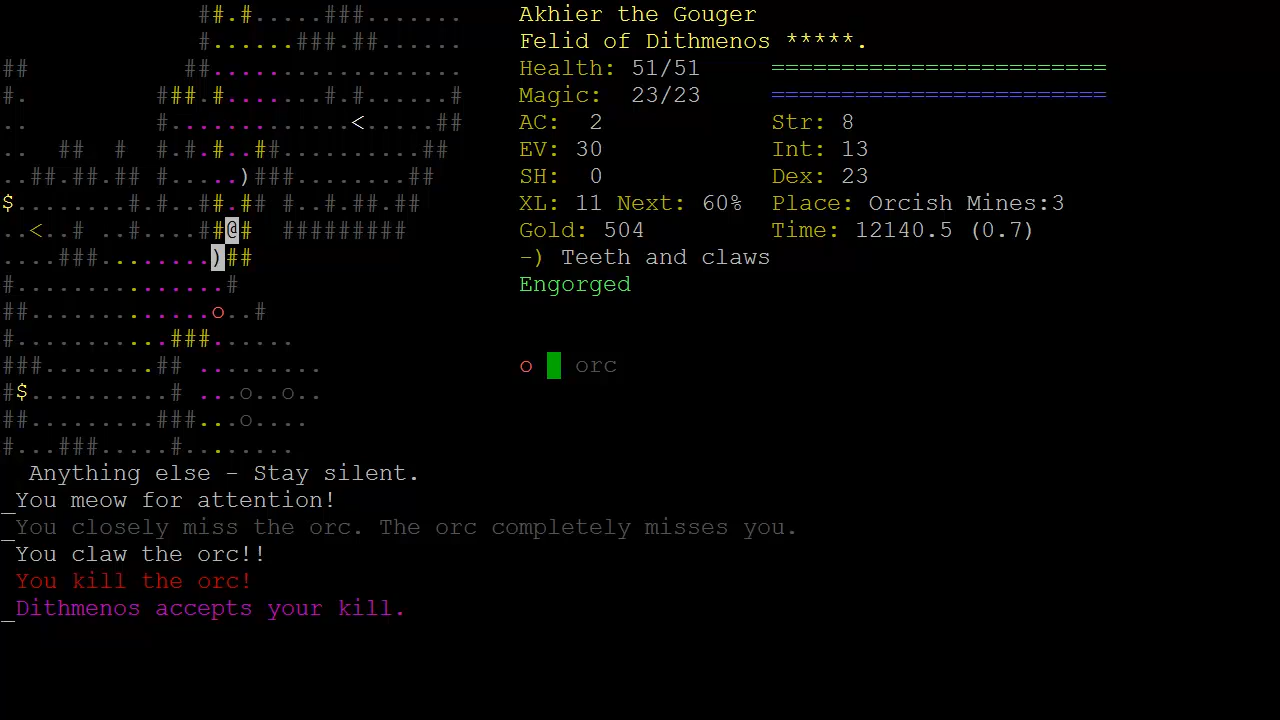 ##.#.....###....... Akhier the Gouger
#......###.##...... Felid of Dithmenos *****.
## ##.................. Health: 51/51 ========================
#. ###.#.......#.#......# Magic: 23/23 ========================
.. #.............<.....## AC: 2 Str: 8
.. ## # #.#.#..##..........## EV: 30 Int: 13
..##.##.## #.....)###........## SH: 0 Dex: 23
$........#.#..##.## #..#.##.## XL: 11 Next: 60% Place: Orcish Mines:3
..<..# ..#....##@# ######### Gold: 504 Time: 12140.5 (0.7)
....###........)## -) Teeth and claws
#...............# Engorged
##.............o..#
#...........###......
###........## ......... o orc
#$..........# ...o..o..
##.........###...o....
#...###.....#........
Anything else - Stay silent.
_You meow for attention!
_You closely miss the orc. The orc completely misses you.
You claw the orc!!
You kill the orc!
_Dithmenos accepts your kill.